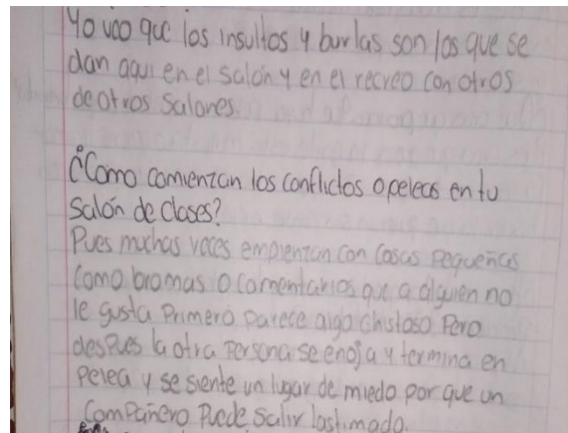 Yo veo que los insultos y burlas son los que se
dan aqui en el salón y en el recreo con otros
de otros salones.
¿Como comienzan los conflictos o peleas en tu
salón de clases?
Pues muchas veces empienzan con cosas pequeñas
como bromas o comentarios que a alguien no
le gusta Primero parece algo chistoso Pero
despues la otra persona se enoja y termina en
pelea y se siente un lugar de miedo por que un
compañero Puede salir lastimado.